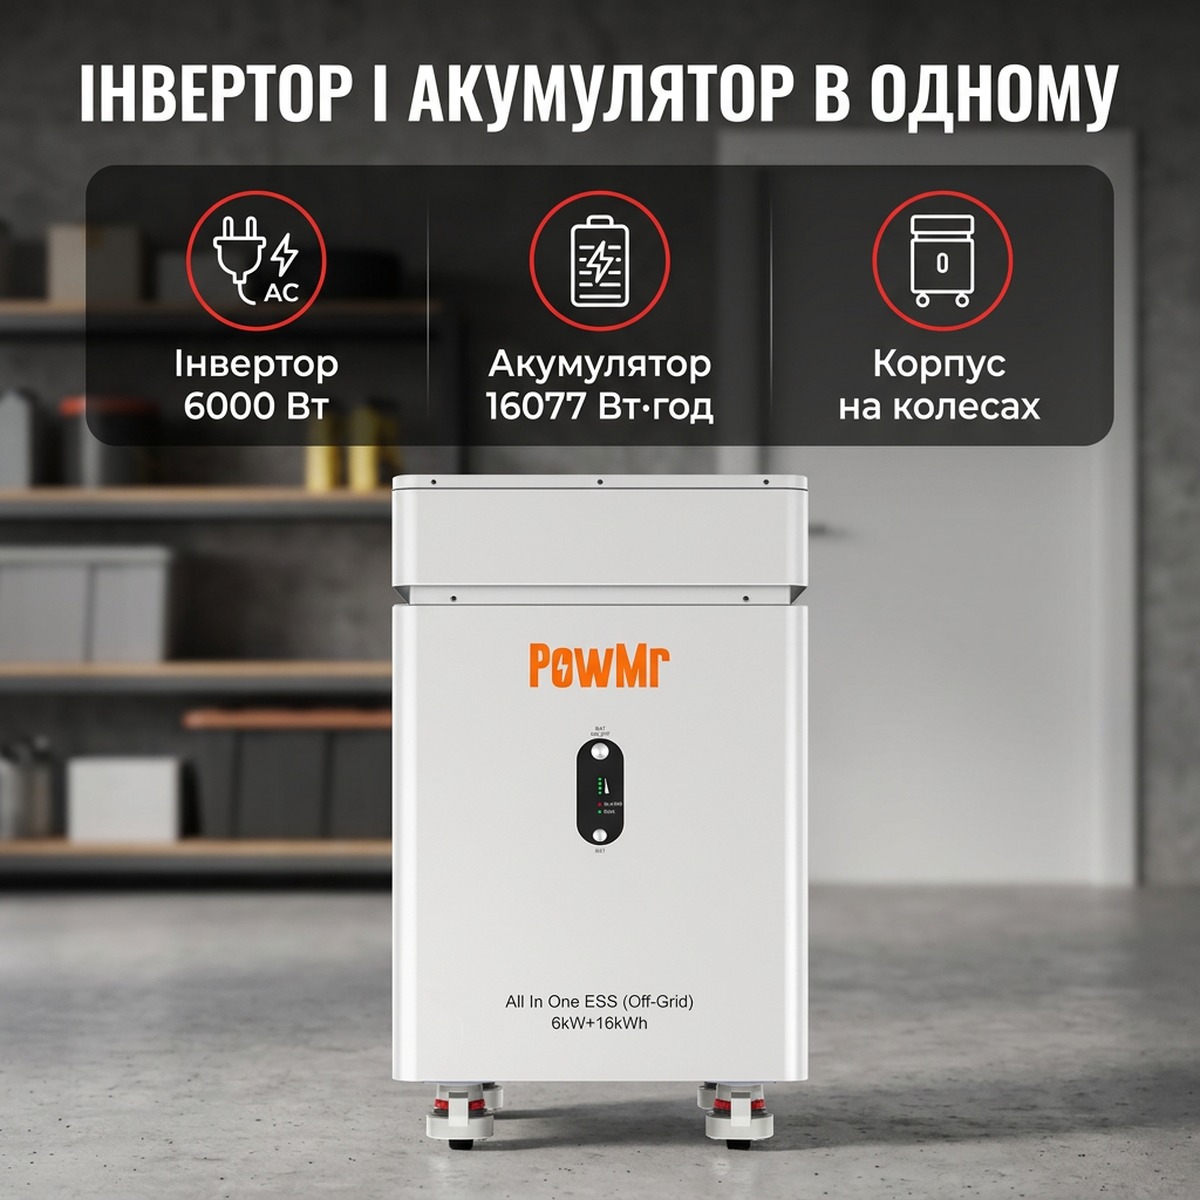 ІНВЕРТОР І АКУМУЛЯТОР В ОДНОМУ
AC
Інвертор
6000 Вт
Акумулятор
16077 Вт·год
Корпус
на колесах
PowMr
BAT
All In One ESS (Off-Grid)
6kW+16kWh